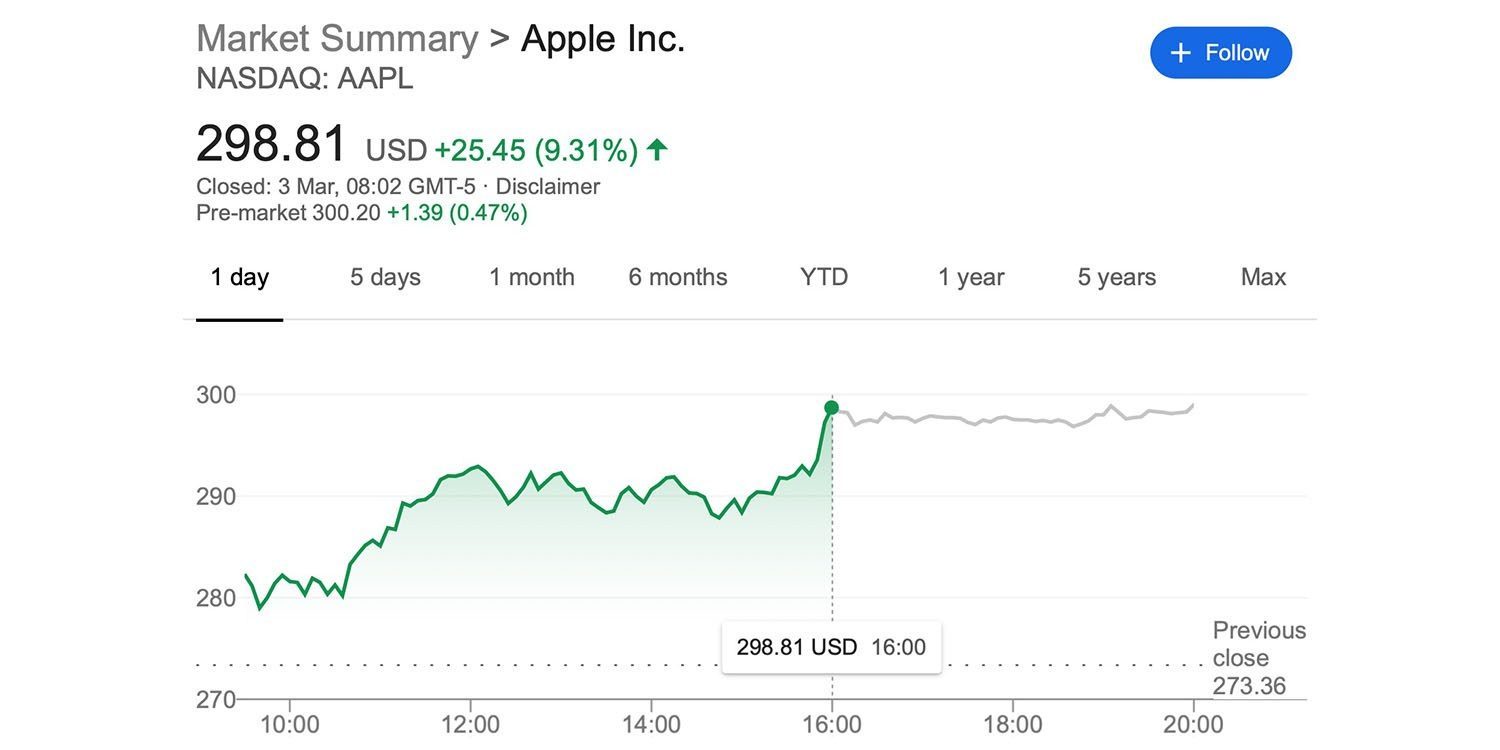 Market Summary > Apple Inc.
NASDAQ: AAPL
+ Follow
298.81 USD +25.45 (9.31%) ↑
Closed: 3 Mar, 08:02 GMT-5 · Disclaimer
Pre-market 300.20 +1.39 (0.47%)
1 day 5 days 1 month 6 months YTD 1 year 5 years Max
300
290
280
270
298.81 USD 16:00
Previous
close
273.36
10:00 12:00 14:00 16:00 18:00 20:00